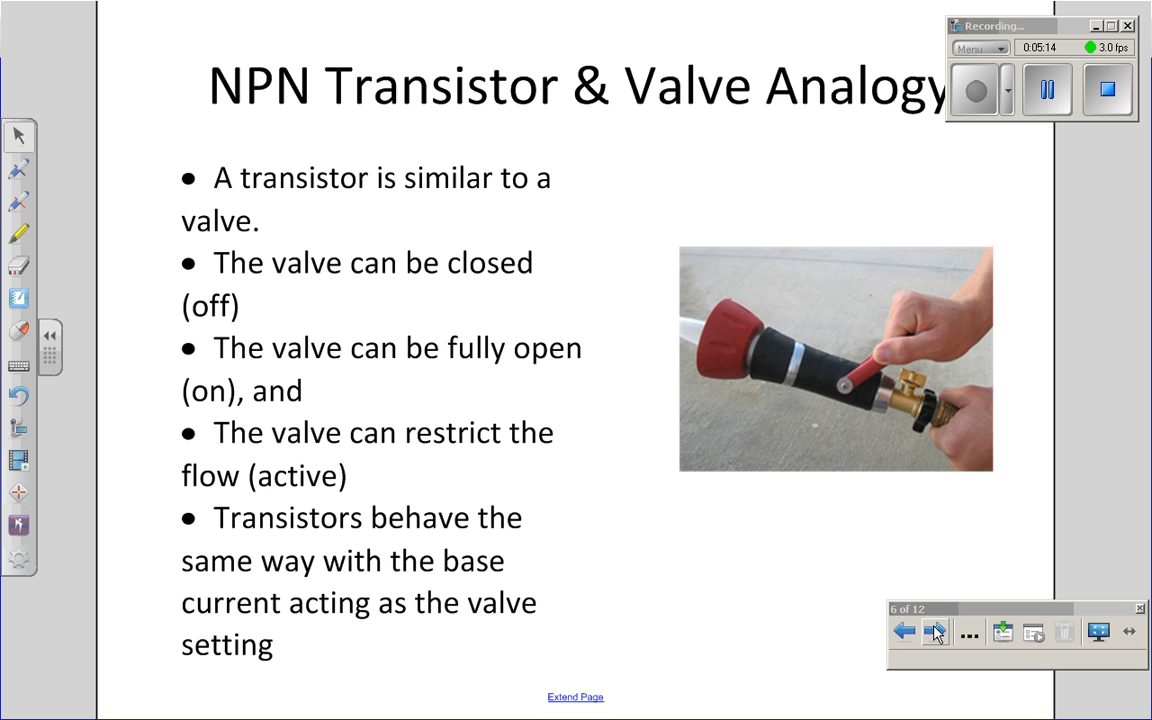 Recording...
Menu
0:05:14
3.0 fps
NPN Transistor & Valve Analogy
• A transistor is similar to a
valve.
• The valve can be closed
(off)
• The valve can be fully open
(on), and
• The valve can restrict the
flow (active)
• Transistors behave the
same way with the base
current acting as the valve
setting
6 of 12
Extend Page